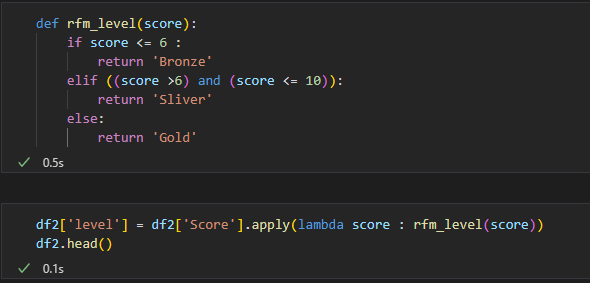 def rfm_level(score):
    if score <= 6 :
        return 'Bronze'
    elif ((score >6) and (score <= 10)):
        return 'Sliver'
    else:
        return 'Gold'
0.5s
df2['level'] = df2['Score'].apply(lambda score : rfm_level(score))
df2.head()
0.1s